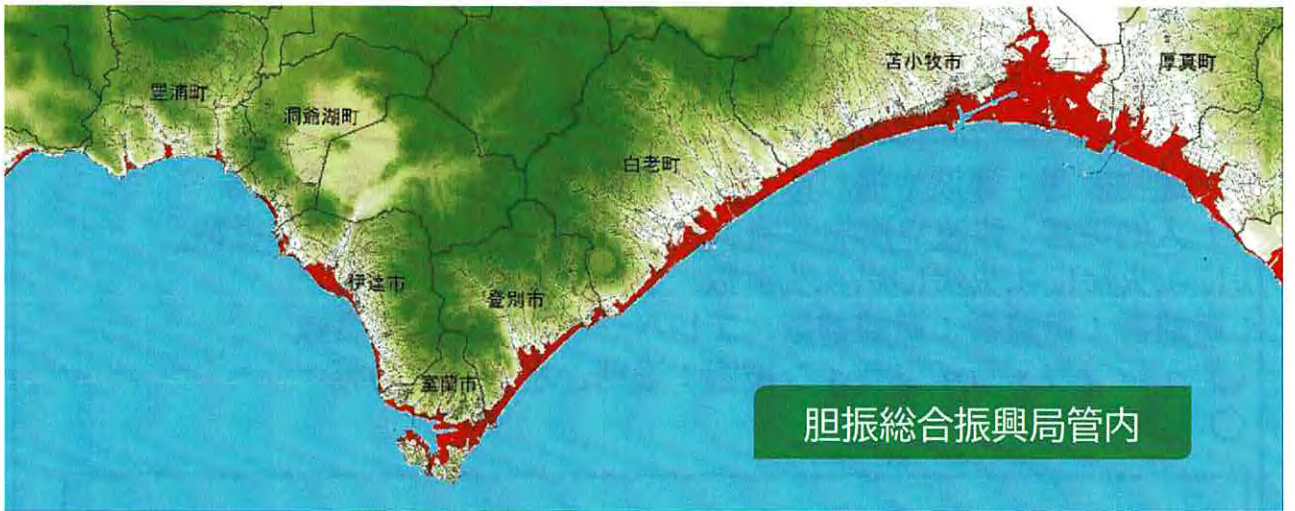 豊浦町
洞爺湖町
伊達市
室蘭市
登別市
白老町
苫小牧市
厚真町
胆振総合振興局管内